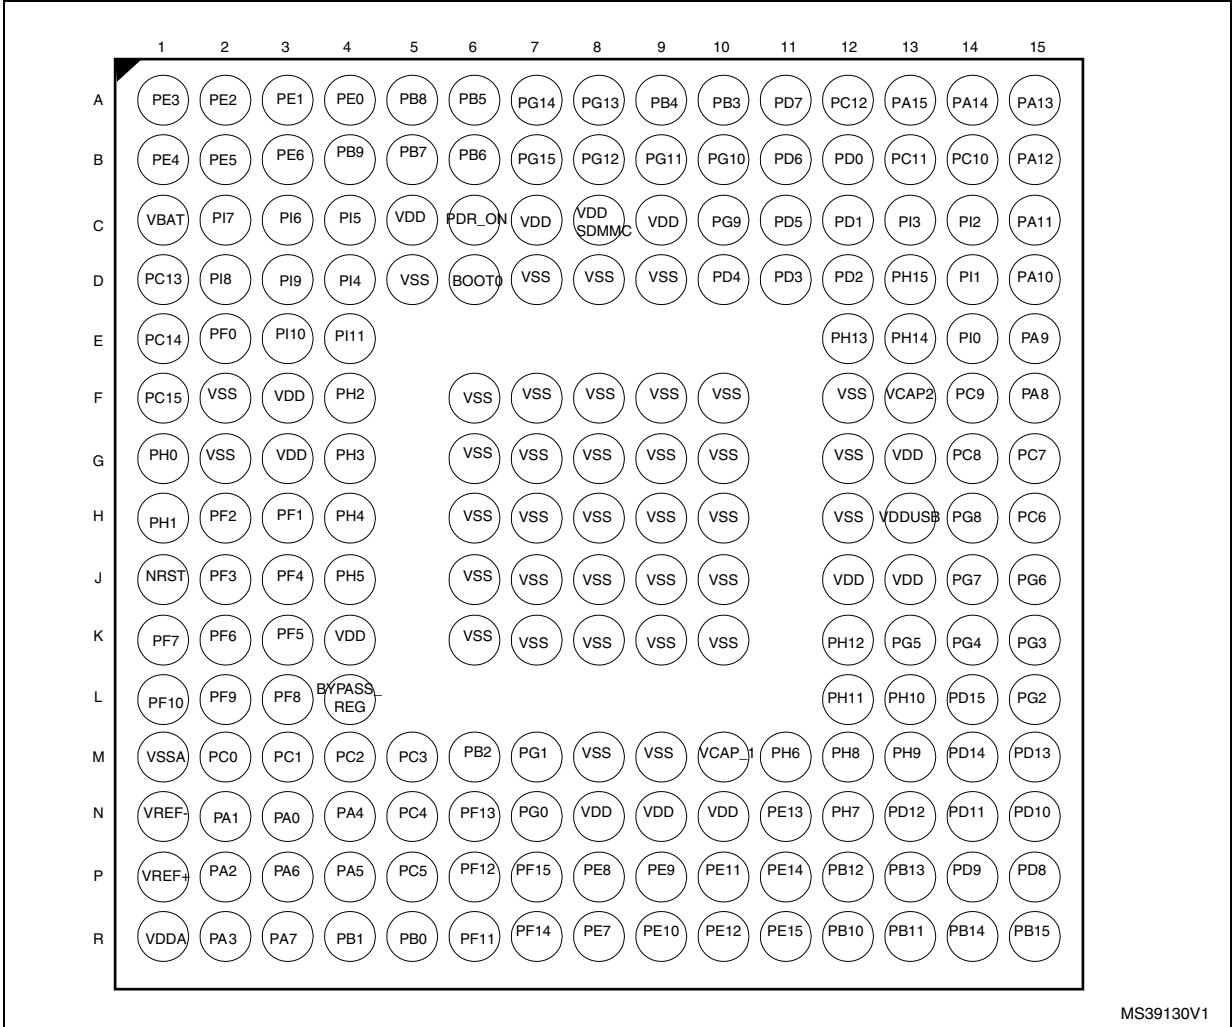 1 2 3 4 5 6 7 8 9 10 11 12 13 14 15
A PE3 PE2 PE1 PE0 PB8 PB5 PG14 PG13 PB4 PB3 PD7 PC12 PA15 PA14 PA13
B PE4 PE5 PE6 PB9 PB7 PB6 PG15 PG12 PG11 PG10 PD6 PD0 PC11 PC10 PA12
C VBAT PI7 PI6 PI5 VDD PDR_ON VDD VDD SDMMC VDD PG9 PD5 PD1 PI3 PI2 PA11
D PC13 PI8 PI9 PI4 VSS BOOT0 VSS VSS VSS PD4 PD3 PD2 PH15 PI1 PA10
E PC14 PF0 PI10 PI11 PH13 PH14 PI0 PA9
F PC15 VSS VDD PH2 VSS VSS VSS VSS VSS VSS VCAP2 PC9 PA8
G PH0 VSS VDD PH3 VSS VSS VSS VSS VSS VSS VDD PC8 PC7
H PH1 PF2 PF1 PH4 VSS VSS VSS VSS VSS VSS VDDUSB PG8 PC6
J NRST PF3 PF4 PH5 VSS VSS VSS VSS VSS VDD VDD PG7 PG6
K PF7 PF6 PF5 VDD VSS VSS VSS VSS VSS PH12 PG5 PG4 PG3
L PF10 PF9 PF8 BYPASS_ REG PH11 PH10 PD15 PG2
M VSSA PC0 PC1 PC2 PC3 PB2 PG1 VSS VSS VCAP_1 PH6 PH8 PH9 PD14 PD13
N VREF- PA1 PA0 PA4 PC4 PF13 PG0 VDD VDD VDD PE13 PH7 PD12 PD11 PD10
P VREF+ PA2 PA6 PA5 PC5 PF12 PF15 PE8 PE9 PE11 PE14 PB12 PB13 PD9 PD8
R VDDA PA3 PA7 PB1 PB0 PF11 PF14 PE7 PE10 PE12 PE15 PB10 PB11 PB14 PB15
MS39130V1